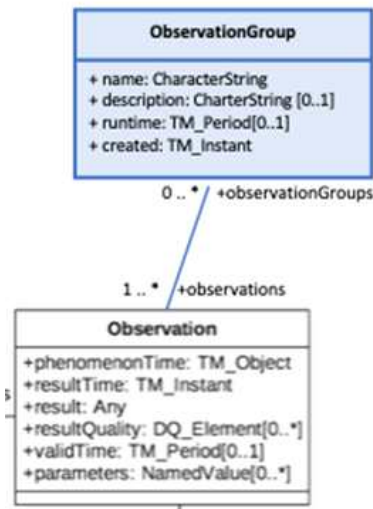 ObservationGroup
+ name: CharacterString
+ description: CharterString [0..1]
+ runtime: TM_Period[0..1]
+ created: TM_Instant
0 .. * +observationGroups
1 .. * +observations
Observation
+phenomenonTime: TM_Object
+resultTime: TM_Instant
+result: Any
+resultQuality: DQ_Element[0..*]
+validTime: TM_Period[0..1]
+parameters: NamedValue[0..*]